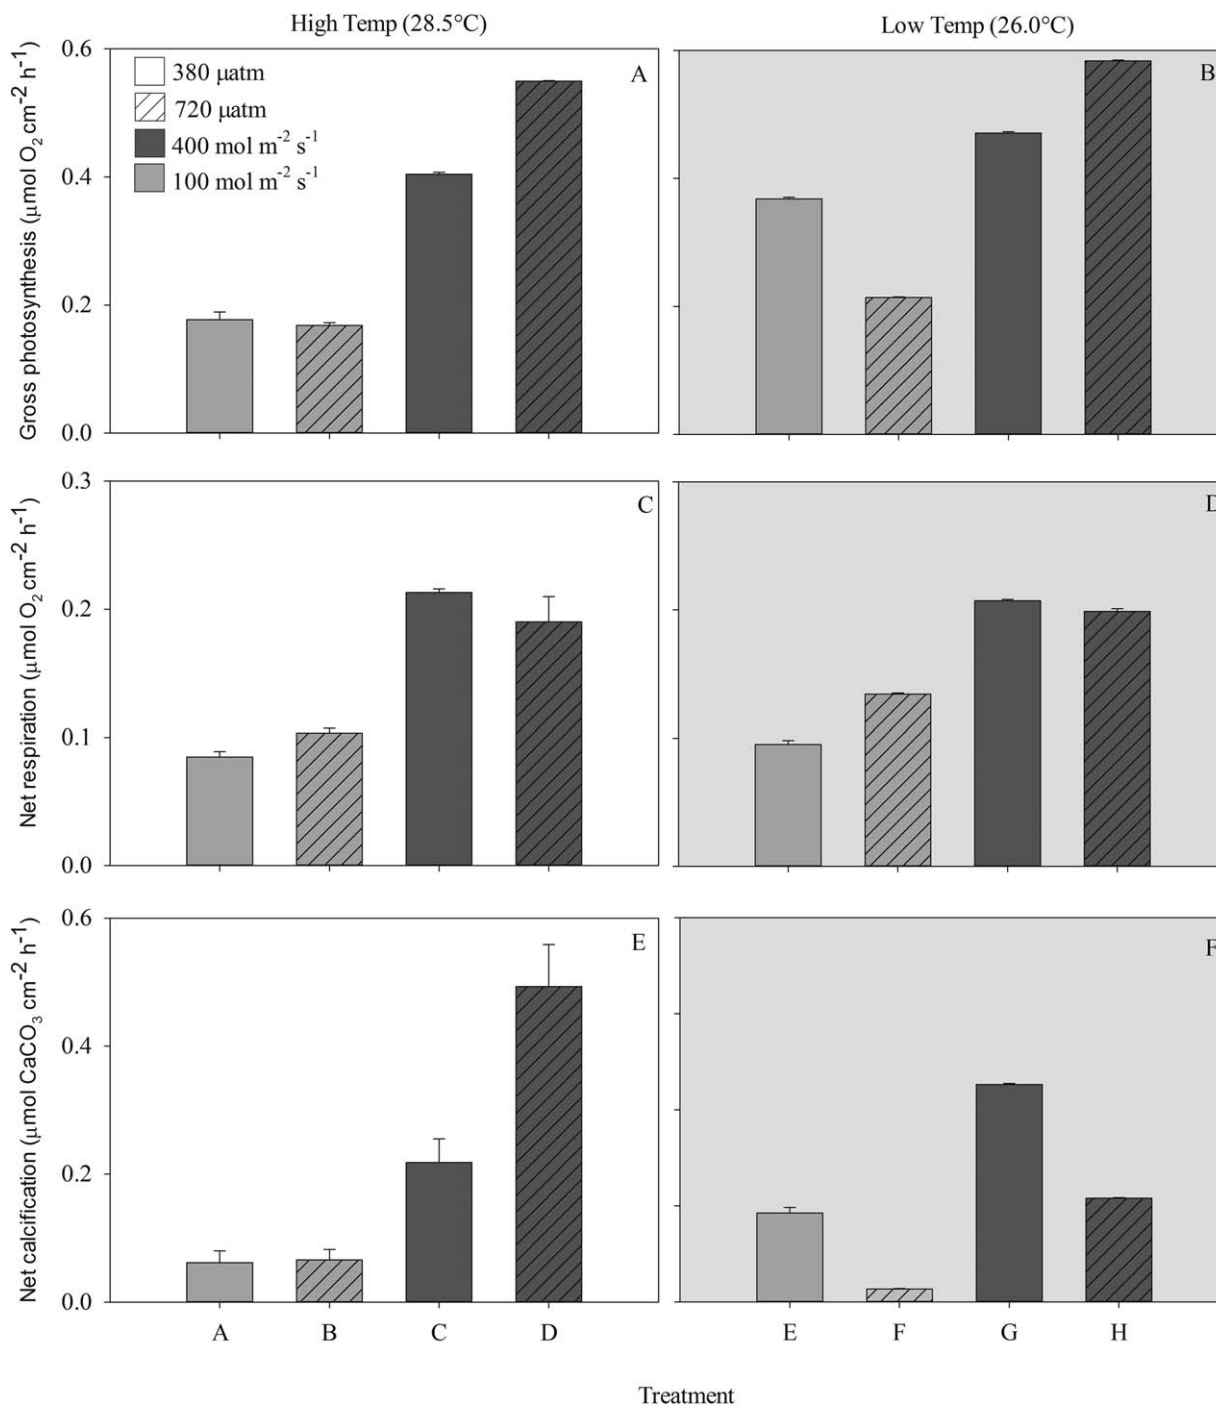 High Temp (28.5°C)
Low Temp (26.0°C)
Gross photosynthesis (μmol O₂ cm⁻² h⁻¹)
0.6
0.4
0.2
0.0
380 μatm
720 μatm
400 mol m⁻² s⁻¹
100 mol m⁻² s⁻¹
A
B
Net respiration (μmol O₂ cm⁻² h⁻¹)
0.3
0.2
0.1
0.0
C
D
Net calcification (μmol CaCO₃ cm⁻² h⁻¹)
0.6
0.4
0.2
0.0
E
F
A B C D E F G H
Treatment